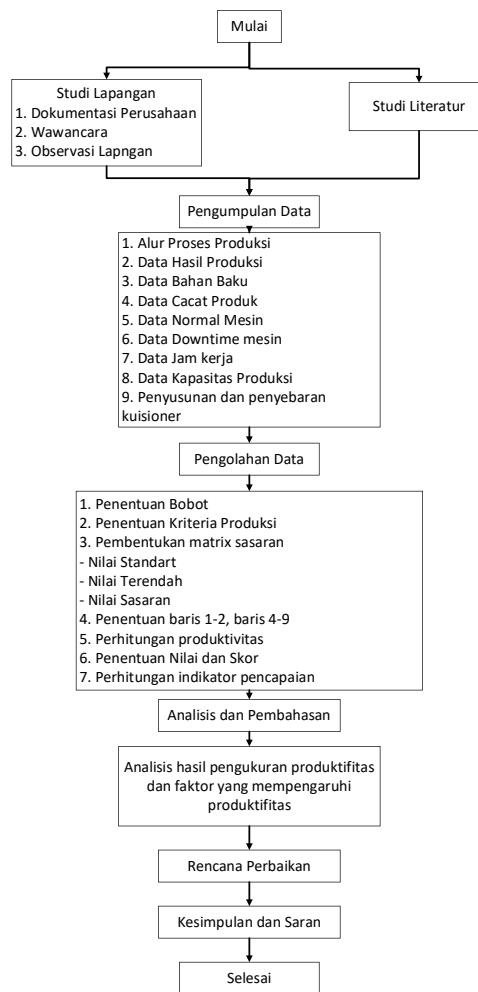 Mulai
Studi Lapangan
1. Dokumentasi Perusahaan
2. Wawancara
3. Observasi Lapngan
Studi Literatur
Pengumpulan Data
1. Alur Proses Produksi
2. Data Hasil Produksi
3. Data Bahan Baku
4. Data Cacat Produk
5. Data Normal Mesin
6. Data Downtime mesin
7. Data Jam kerja
8. Data Kapasitas Produksi
9. Penyusunan dan penyebaran
kuisioner
Pengolahan Data
1. Penentuan Bobot
2. Penentuan Kriteria Produksi
3. Pembentukan matrix sasaran
- Nilai Standart
- Nilai Terendah
- Nilai Sasaran
4. Penentuan baris 1-2, baris 4-9
5. Perhitungan produktivitas
6. Penentuan Nilai dan Skor
7. Perhitungan indikator pencapaian
Analisis dan Pembahasan
Analisis hasil pengukuran produktifitas
dan faktor yang mempengaruhi
produktifitas
Rencana Perbaikan
Kesimpulan dan Saran
Selesai